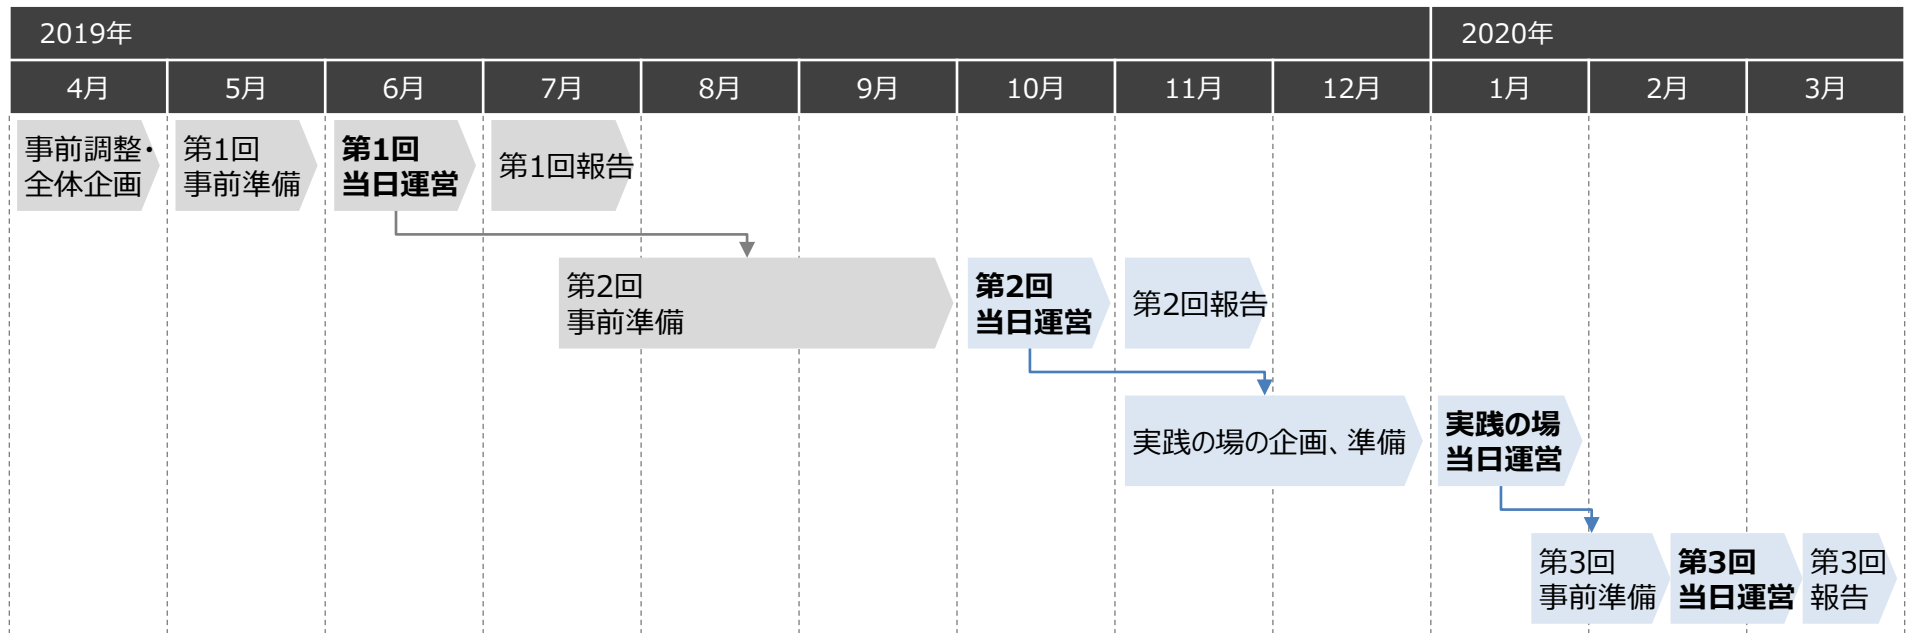 2019年
2020年
4月
5月
6月
7月
8月
9月
10月
11月
12月
1月
2月
3月
事前調整・
全体企画
第1回
事前準備
第1回
当日運営
第1回報告
第2回
事前準備
第2回
当日運営
第2回報告
実践の場の企画、準備
実践の場
当日運営
第3回
事前準備
第3回
当日運営
第3回
報告